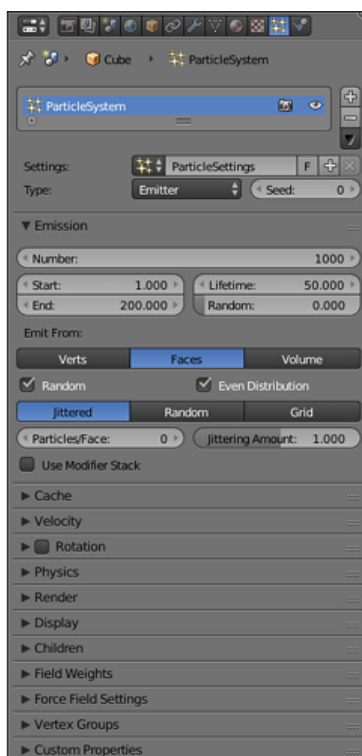 Cube ParticleSystem
ParticleSystem
Settings: ParticleSettings F
Type: Emitter Seed: 0
Emission
Number: 1000
Start: 1.000 Lifetime: 50.000
End: 200.000 Random: 0.000
Emit From:
Verts Faces Volume
Random Even Distribution
Jittered Random Grid
Particles/Face: 0 Jittering Amount: 1.000
Use Modifier Stack
Cache
Velocity
Rotation
Physics
Render
Display
Children
Field Weights
Force Field Settings
Vertex Groups
Custom Properties